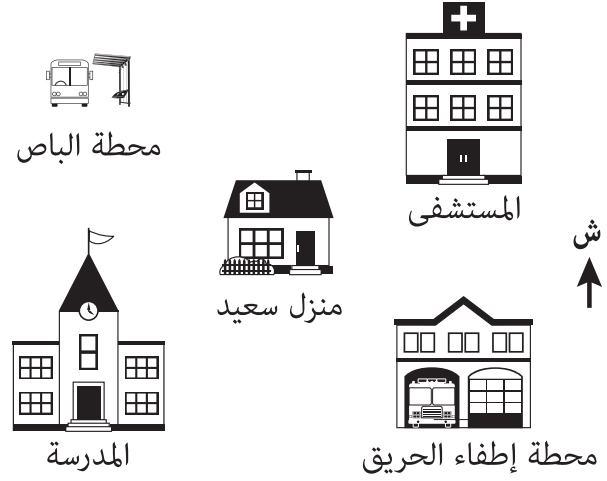 محطة الباص
المستشفى
ش
منزل سعيد
المدرسة
محطة إطفاء الحريق